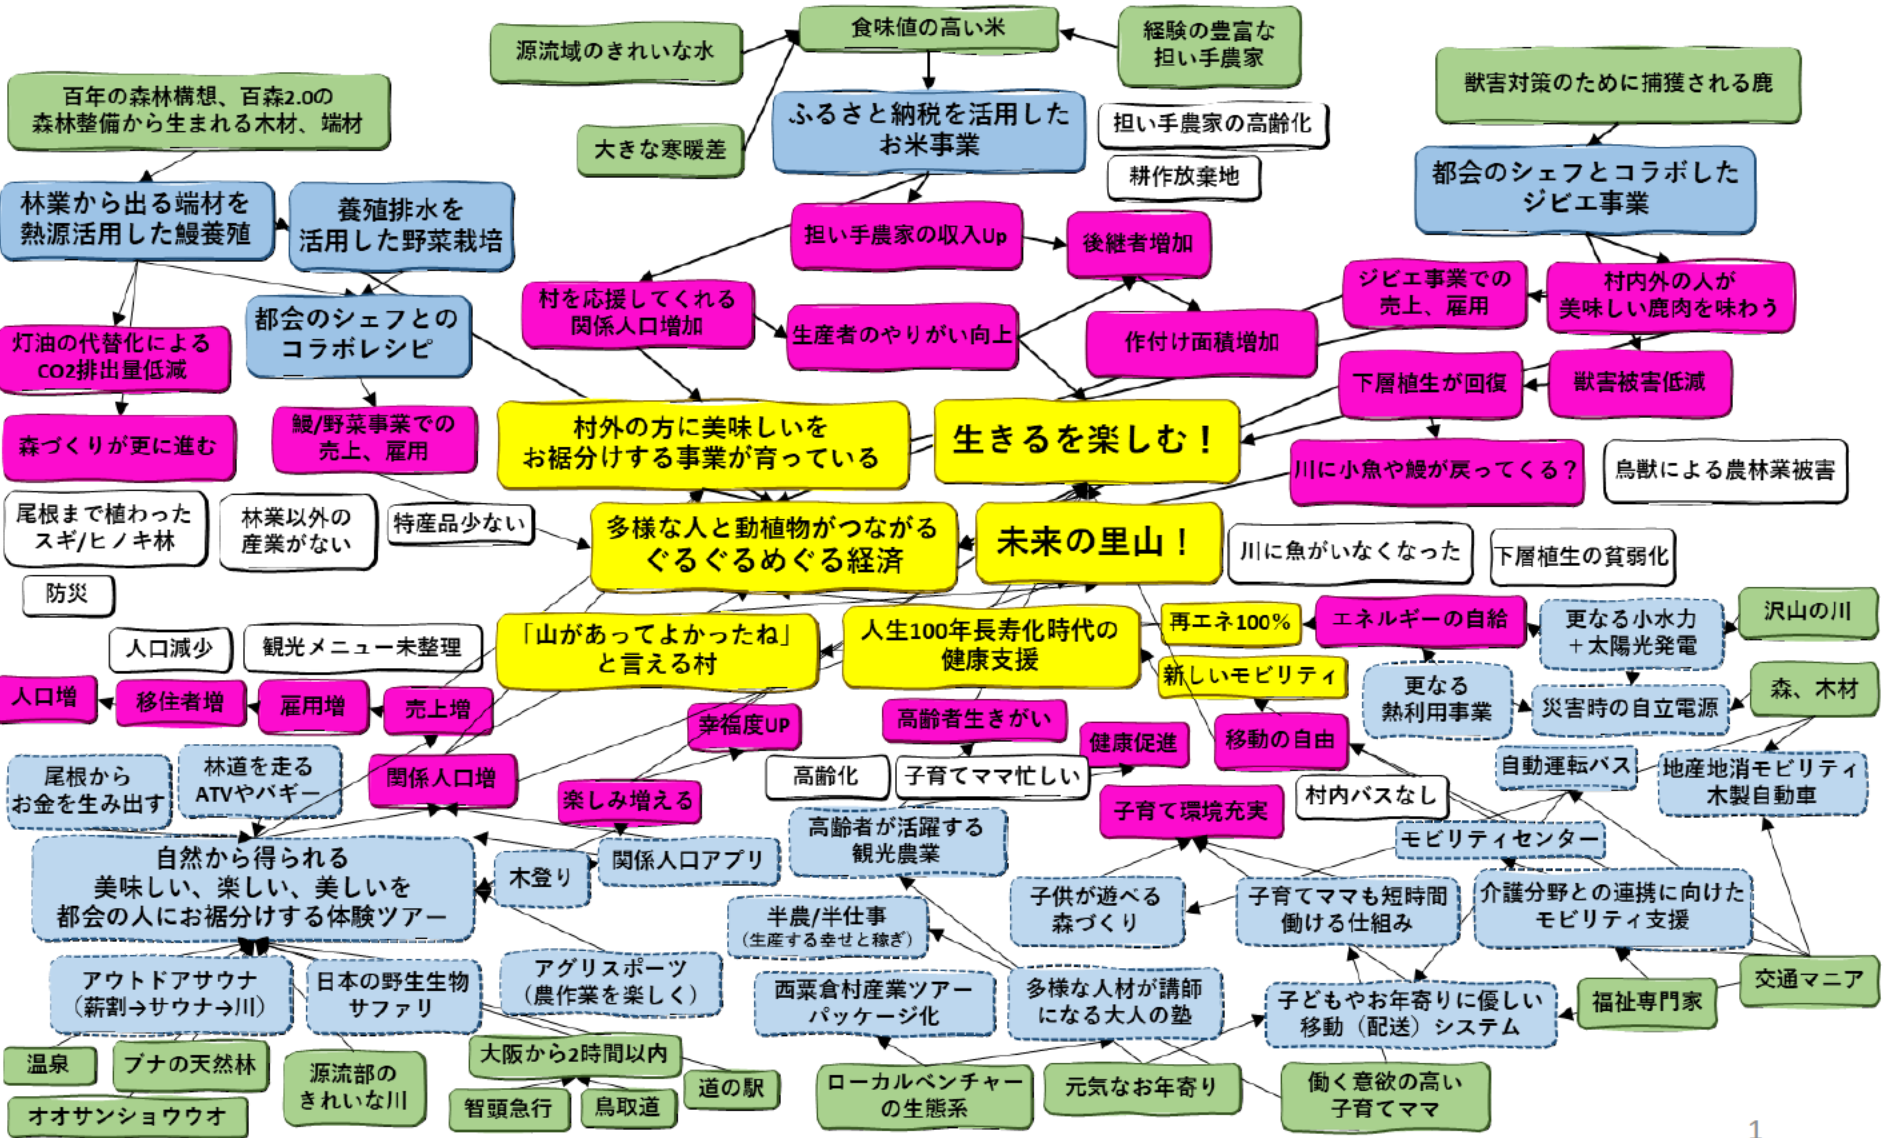 食味値の高い米
源流域のきれいな水
経験の豊富な
担い手農家
獣害対策のために捕獲される鹿
百年の森林構想、百森2.0の
森林整備から生まれる木材、端材
大きな寒暖差
ふるさと納税を活用した
お米事業
担い手農家の高齢化
耕作放棄地
都会のシェフとコラボした
ジビエ事業
林業から出る端材を
熱源活用した鰻養殖
養殖排水を
活用した野菜栽培
担い手農家の収入Up
後継者増加
村を応援してくれる
関係人口増加
生産者のやりがい向上
作付け面積増加
ジビエ事業での
売上、雇用
村内外の人が
美味しい鹿肉を味わう
都会のシェフとの
コラボレシピ
灯油の代替化による
CO2排出量低減
下層植生が回復
獣害被害低減
森づくりが更に進む
鰻/野菜事業での
売上、雇用
村外の方に美味しいを
お裾分けする事業が育っている
生きるを楽しむ！
川に小魚や鰻が戻ってくる？
鳥獣による農林業被害
尾根まで植わった
スギ/ヒノキ林
林業以外の
産業がない
特産品少ない
多様な人と動植物がつながる
ぐるぐるめぐる経済
未来の里山！
川に魚がいなくなった
下層植生の貧弱化
防災
人口減少
観光メニュー未整理
「山があってよかったね」
と言える村
人生100年長寿化時代の
健康支援
再エネ100%
エネルギーの自給
更なる小水力
＋太陽光発電
沢山の川
新しいモビリティ
更なる
熱利用事業
災害時の自立電源
森、木材
人口増
移住者増
雇用増
売上増
幸福度UP
高齢者生きがい
健康促進
移動の自由
尾根から
お金を生み出す
林道を走る
ATVやバギー
関係人口増
楽しみ増える
高齢化
子育てママ忙しい
村内バスなし
自動運転バス
地産地消モビリティ
木製自動車
子育て環境充実
高齢者が活躍する
観光農業
モビリティセンター
自然から得られる
美味しい、楽しい、美しいを
都会の人にお裾分けする体験ツアー
木登り
関係人口アプリ
半農/半仕事
（生産する幸せと稼ぎ）
子供が遊べる
森づくり
子育てママも短時間
働ける仕組み
介護分野との連携に向けた
モビリティ支援
アウトドアサウナ
（薪割→サウナ→川）
日本の野生生物
サファリ
アグリスポーツ
（農作業を楽しく）
西粟倉村産業ツアー
パッケージ化
多様な人材が講師
になる大人の塾
子どもやお年寄りに優しい
移動（配送）システム
福祉専門家
交通マニア
温泉
ブナの天然林
源流部の
きれいな川
大阪から2時間以内
智頭急行
鳥取道
道の駅
オオサンショウウオ
ローカルベンチャー
の生態系
元気なお年寄り
働く意欲の高い
子育てママ
1